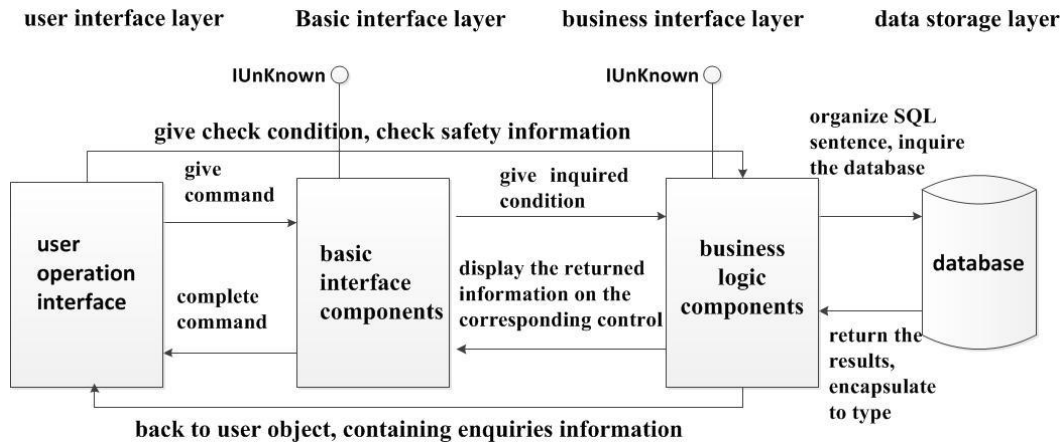 user interface layer
Basic interface layer
business interface layer
data storage layer
IUnKnown
IUnKnown
give check condition, check safety information
organize SQL
sentence, inquire
the database
give
command
give inquired
condition
user
operation
interface
basic
interface
components
business
logic
components
database
complete
command
display the returned
information on the
corresponding control
return the
results,
encapsulate
to type
back to user object, containing enquiries information